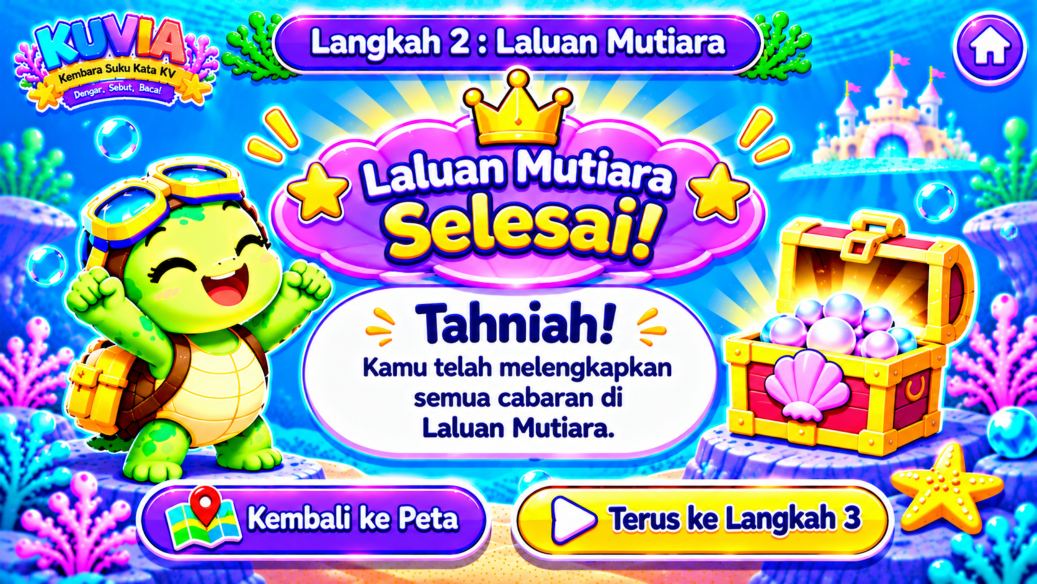 KUVIA
Kembara Suku Kata KV
Dengar, Sebut, Baca!
Langkah 2 : Laluan Mutiara
Laluan Mutiara
Selesai!
Tahniah!
Kamu telah melengkapkan
semua cabaran di
Laluan Mutiara.
Kembali ke Peta
Terus ke Langkah 3